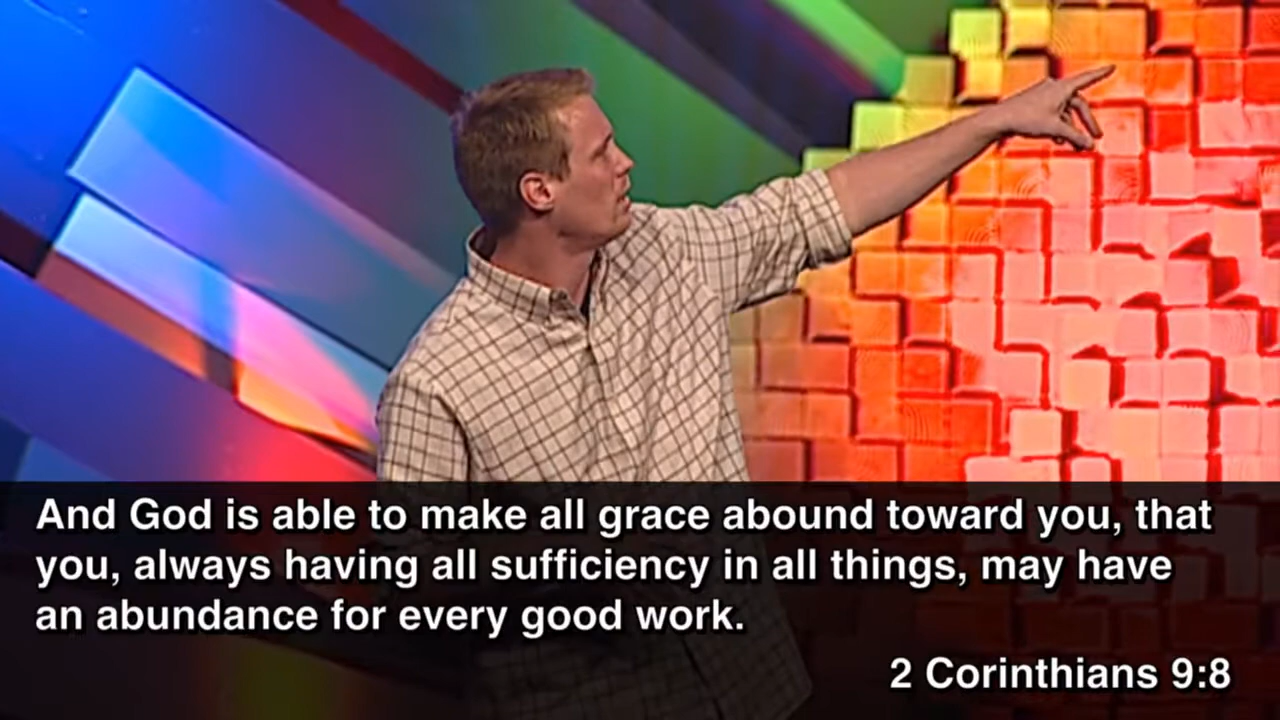 And God is able to make all grace abound toward you, that
you, always having all sufficiency in all things, may have
an abundance for every good work.
2 Corinthians 9:8